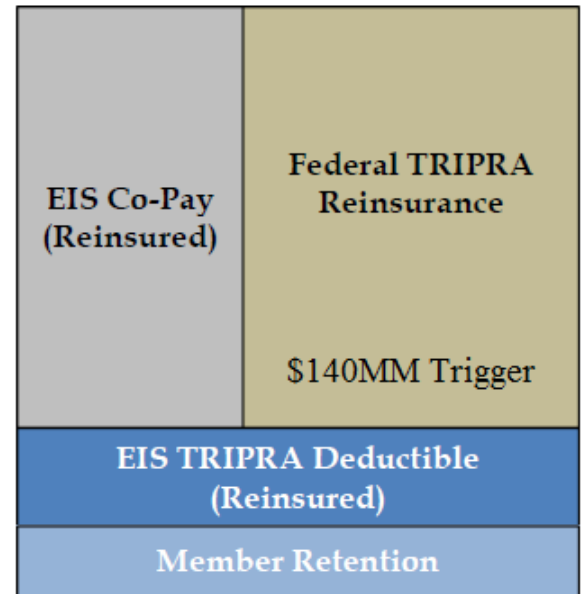 EIS Co-Pay
(Reinsured)
Federal TRIPRA
Reinsurance
$140MM Trigger
EIS TRIPRA Deductible
(Reinsured)
Member Retention